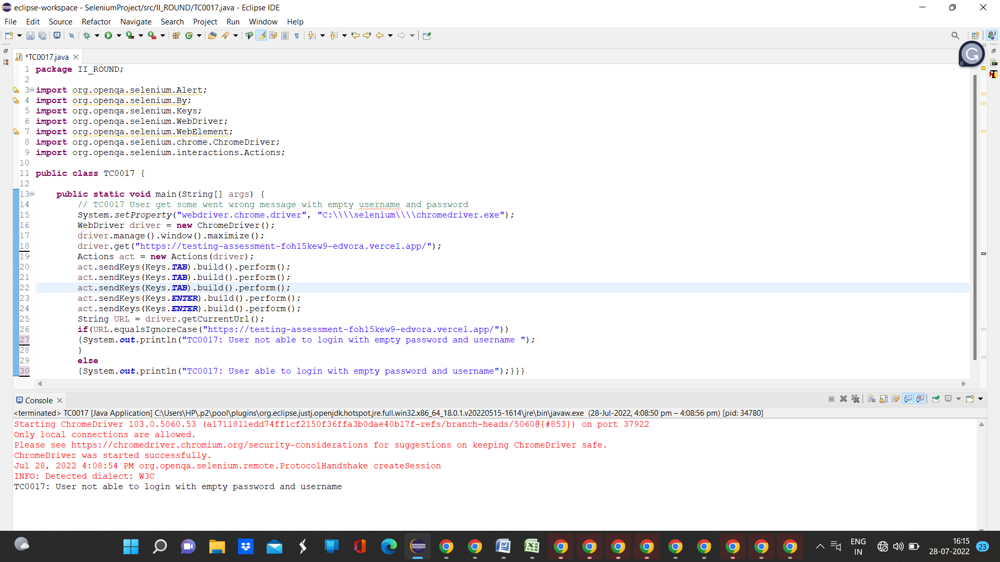 eclipse-workspace - SeleniumProject/src/II_ROUND/TC0017.java - Eclipse IDE
File Edit Source Refactor Navigate Search Project Run Window Help
*TC0017.java
1 package II_ROUND;
2
3 import org.openqa.selenium.Alert;
4 import org.openqa.selenium.By;
5 import org.openqa.selenium.Keys;
6 import org.openqa.selenium.WebDriver;
7 import org.openqa.selenium.WebElement;
8 import org.openqa.selenium.chrome.ChromeDriver;
9 import org.openqa.selenium.interactions.Actions;
10
11 public class TC0017 {
12
13 public static void main(String[] args) {
14 // TC0017 User get some went wrong message with empty username and password
15 System.setProperty("webdriver.chrome.driver", "C:\\\\selenium\\\\chromedriver.exe");
16 WebDriver driver = new ChromeDriver();
17 driver.manage().window().maximize();
18 driver.get("https://testing-assessment-foh15kew9-edvora.vercel.app/");
19 Actions act = new Actions(driver);
20 act.sendKeys(Keys.TAB).build().perform();
21 act.sendKeys(Keys.TAB).build().perform();
22 act.sendKeys(Keys.TAB).build().perform();
23 act.sendKeys(Keys.ENTER).build().perform();
24 act.sendKeys(Keys.ENTER).build().perform();
25 String URL = driver.getCurrentUrl();
26 if(URL.equalsIgnoreCase("https://testing-assessment-foh15kew9-edvora.vercel.app/"))
27 {System.out.println("TC0017: User not able to login with empty password and username ");
28 }
29 else
30 {System.out.println("TC0017: User able to login with empty password and username");}}}
Console
<terminated> TC0017 [Java Application] C:\Users\HP\.p2\pool\plugins\org.eclipse.justj.openjdk.hotspot.jre.full.win32.x86_64_18.0.1.v20220515-1614\jre\bin\javaw.exe (28-Jul-2022, 4:08:50 pm – 4:08:56 pm) [pid: 34780]
Starting ChromeDriver 103.0.5060.53 (a1711811edd74ff1cf2150f36ffa3b0dae40b17f-refs/branch-heads/5060@{#853}) on port 37922
Only local connections are allowed.
Please see https://chromedriver.chromium.org/security-considerations for suggestions on keeping ChromeDriver safe.
ChromeDriver was started successfully.
Jul 28, 2022 4:08:54 PM org.openqa.selenium.remote.ProtocolHandshake createSession
INFO: Detected dialect: W3C
TC0017: User not able to login with empty password and username
ENG
IN
16:15
28-07-2022
23